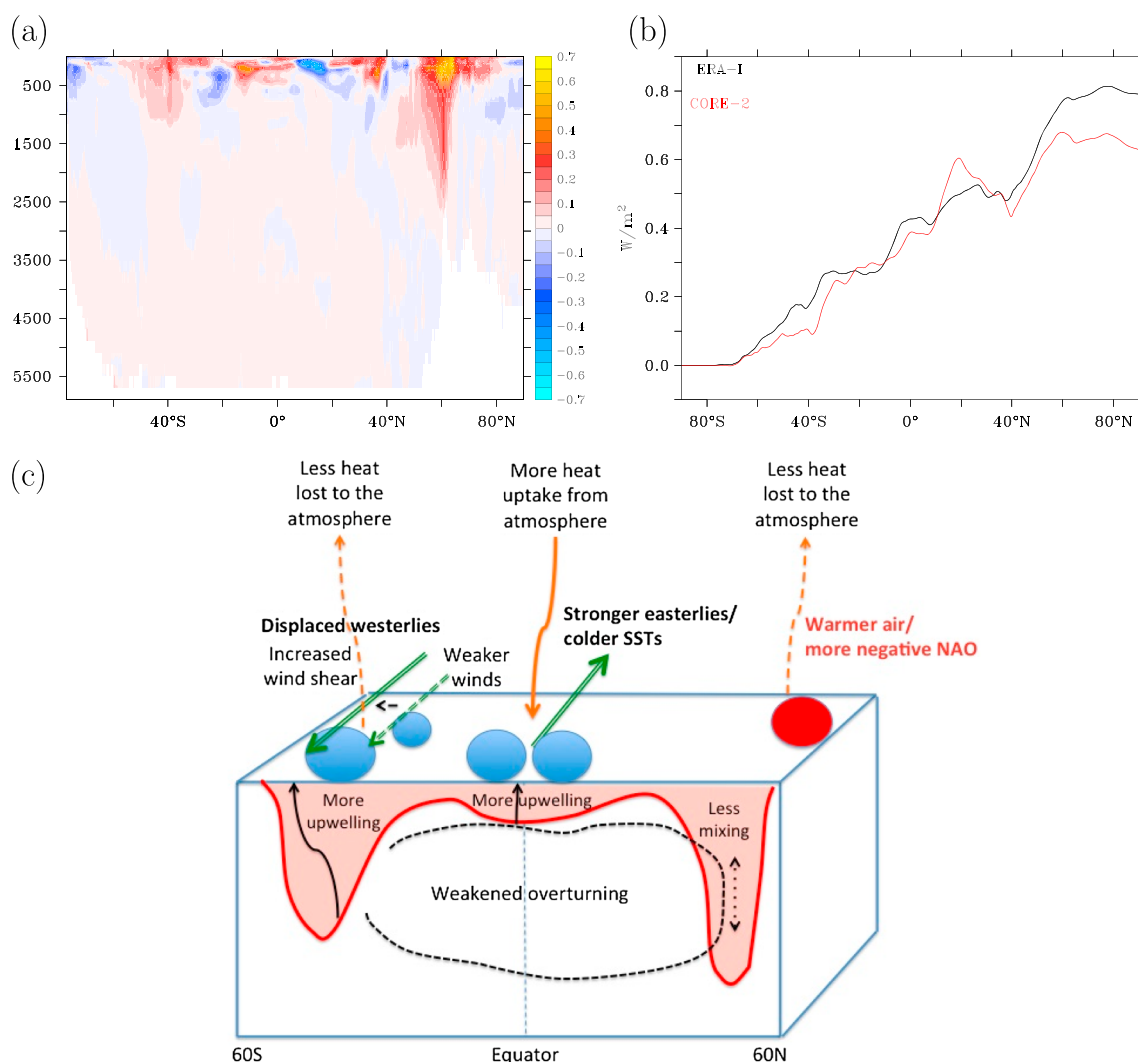 (a)
500
1500
2500
3500
4500
5500
40°S
0°
40°N
80°N
0.7
0.6
0.5
0.4
0.3
0.2
0.1
0
−0.1
−0.2
−0.3
−0.4
−0.5
−0.6
−0.7
(b)
ERA−I
CORE−2
W/m²
0.8
0.6
0.4
0.2
0.0
80°S
40°S
0°
40°N
80°N
(c)
Less heat
lost to the
atmosphere
More heat
uptake from
atmosphere
Less heat
lost to the
atmosphere
Displaced westerlies
Increased
wind shear
Weaker
winds
Stronger easterlies/
colder SSTs
Warmer air/
more negative NAO
More
upwelling
More upwelling
Less
mixing
Weakened overturning
60S
Equator
60N